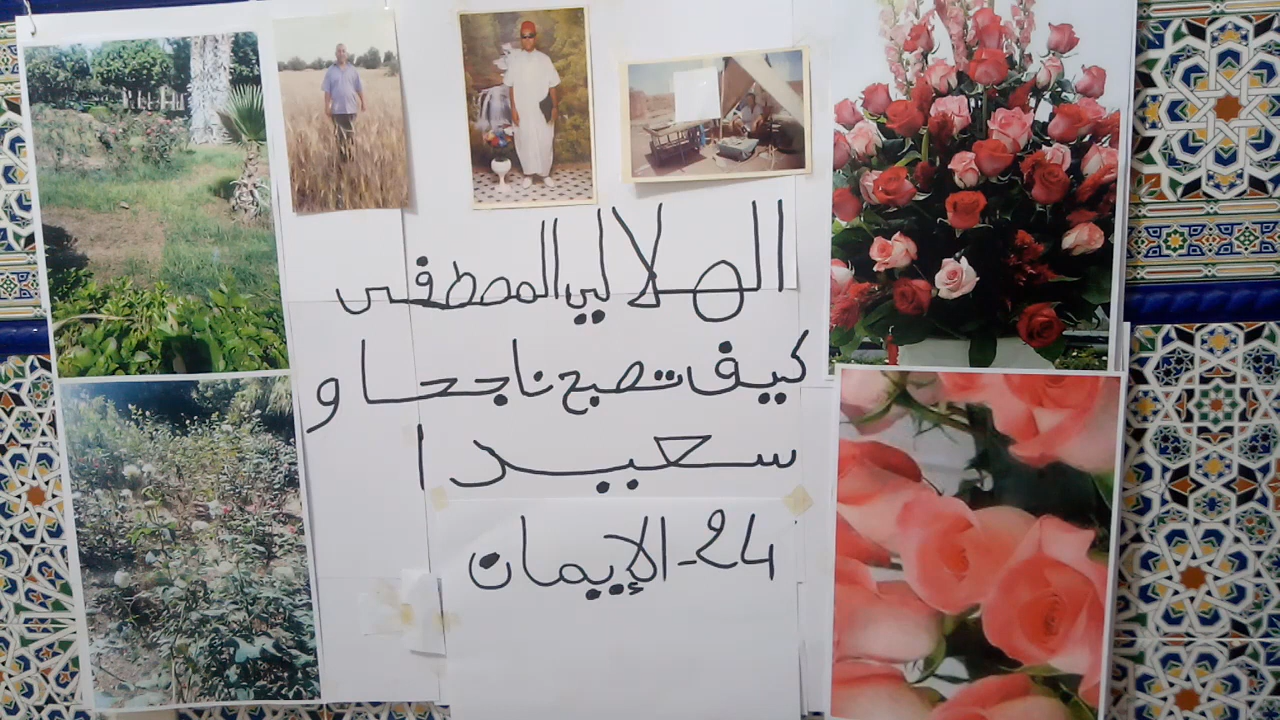 الهلالي المصطفى
كيف تصبح ناجحا و
سعيدا
24-الإيمان